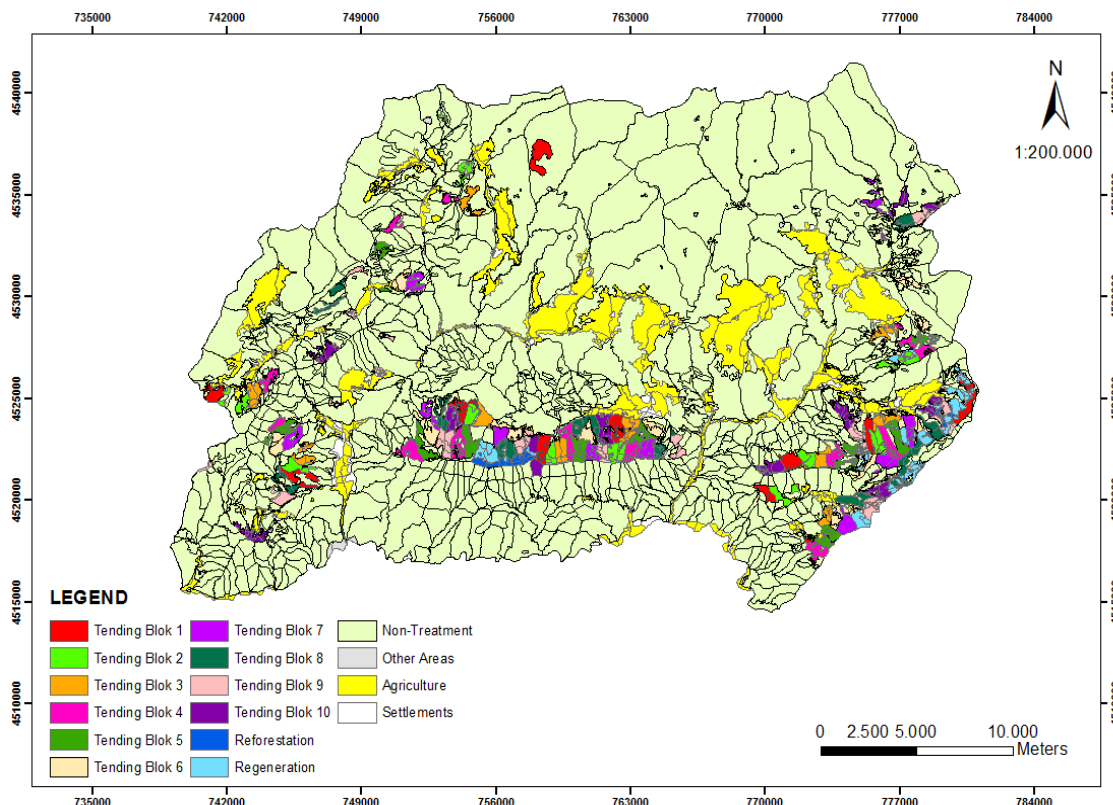 735000 742000 749000 756000 763000 770000 777000 784000
4540000
4535000
4530000
4525000
4520000
4515000
4510000
N
1:200.000
LEGEND
Tending Blok 1 Tending Blok 7 Non-Treatment
Tending Blok 2 Tending Blok 8 Other Areas
Tending Blok 3 Tending Blok 9 Agriculture
Tending Blok 4 Tending Blok 10 Settlements
Tending Blok 5 Reforestation
Tending Blok 6 Regeneration
0 2.500 5.000 10.000
Meters
735000 742000 749000 756000 763000 770000 777000 784000